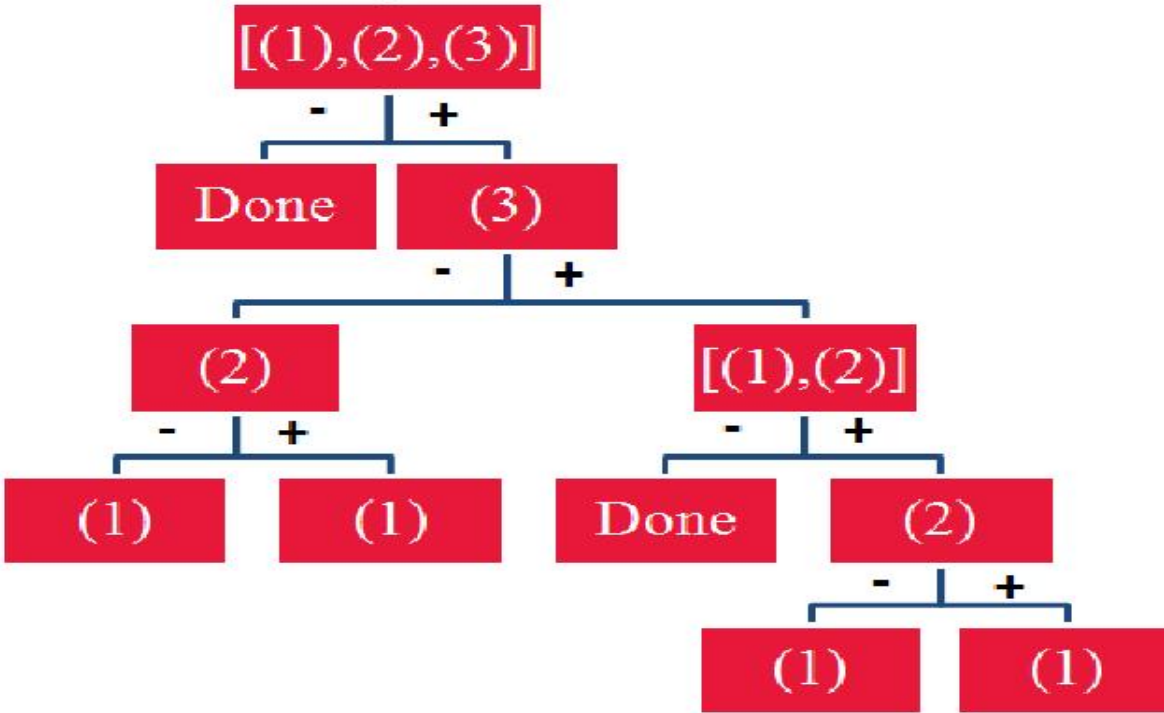 [(1),(2),(3)]
- +
Done (3)
- +
(2) [(1),(2)]
- + - +
(1) (1) Done (2)
- +
(1) (1)